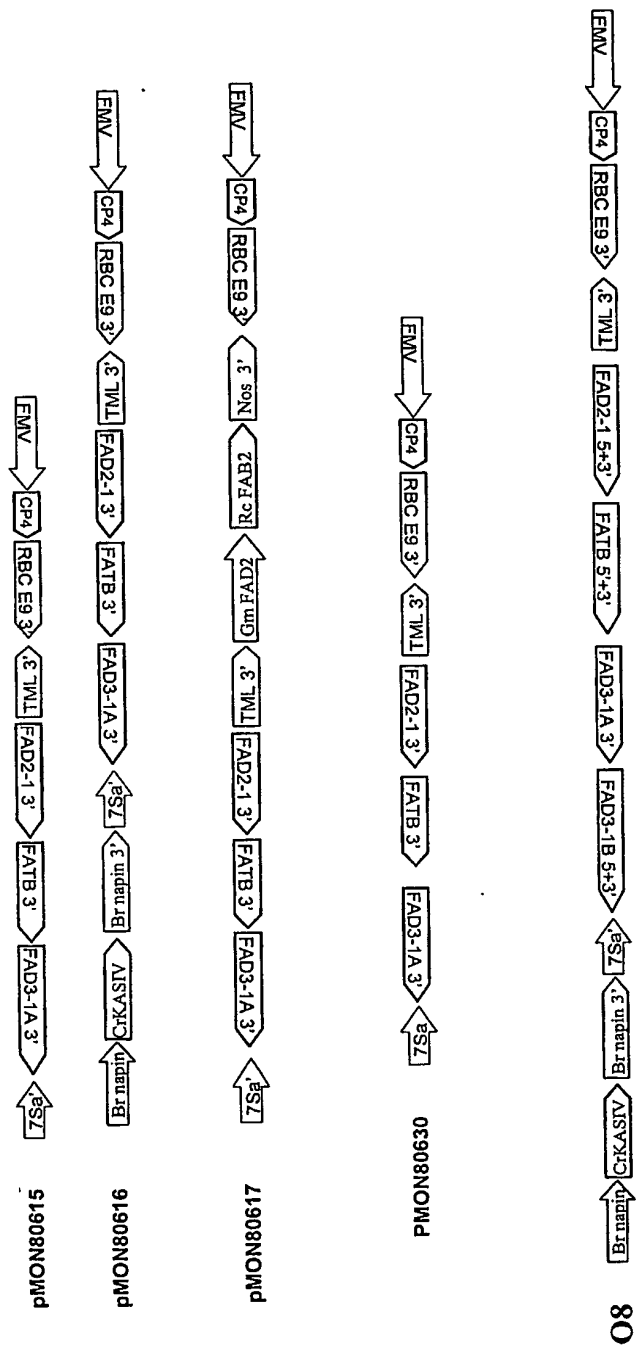 pMON80615
7Sa'
FAD3-1A 3'
FATB 3'
FAD2-1 3'
TML 3'
RBC E9 3'
CP4
FMV
pMON80616
Br napin
CrKASIV
Br napin 3'
7Sa'
FAD3-1A 3'
FATB 3'
FAD2-1 3'
TML 3'
RBC E9 3'
CP4
FMV
pMON80617
7Sa'
FAD3-1A 3'
FATB 3'
FAD2-1 3'
TML 3'
Gm FAD2
Rc FAB2
Nos 3'
RBC E9 3'
CP4
FMV
PMON80630
7Sa
FAD3-1A 3'
FATB 3'
FAD2-1 3'
TML 3'
RBC E9 3'
CP4
FMV
Br napin
CrKASIV
Br napin 3'
7Sa'
FAD3-1B 5+3'
FAD3-1A 3'
FATB 5'+3'
FAD2-1 5+3'
TML 3'
RBC E9 3'
CP4
FMV